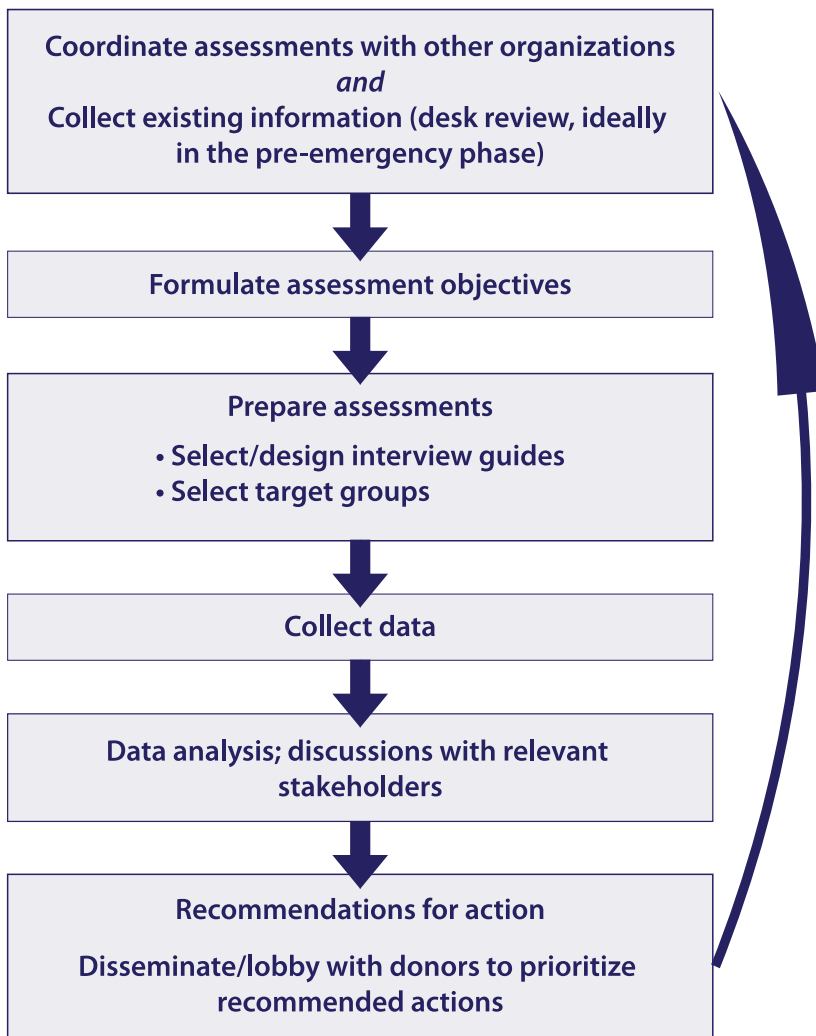 Coordinate assessments with other organizations
and
Collect existing information (desk review, ideally
in the pre-emergency phase)
Formulate assessment objectives
Prepare assessments
• Select/design interview guides
• Select target groups
Collect data
Data analysis; discussions with relevant
stakeholders
Recommendations for action
Disseminate/lobby with donors to prioritize
recommended actions